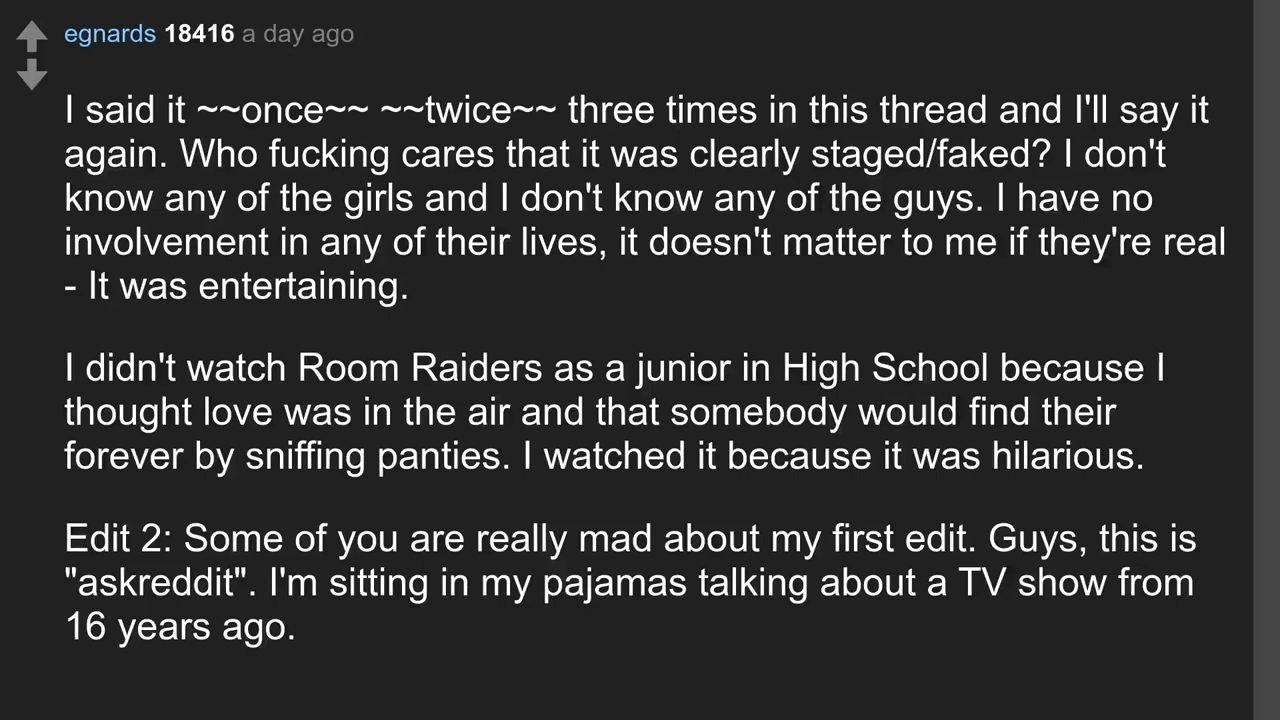 egnards 18416 a day ago
I said it ~~once~~ ~~twice~~ three times in this thread and I'll say it
again. Who fucking cares that it was clearly staged/faked? I don't
know any of the girls and I don't know any of the guys. I have no
involvement in any of their lives, it doesn't matter to me if they're real
- It was entertaining.
I didn't watch Room Raiders as a junior in High School because I
thought love was in the air and that somebody would find their
forever by sniffing panties. I watched it because it was hilarious.
Edit 2: Some of you are really mad about my first edit. Guys, this is
"askreddit". I'm sitting in my pajamas talking about a TV show from
16 years ago.